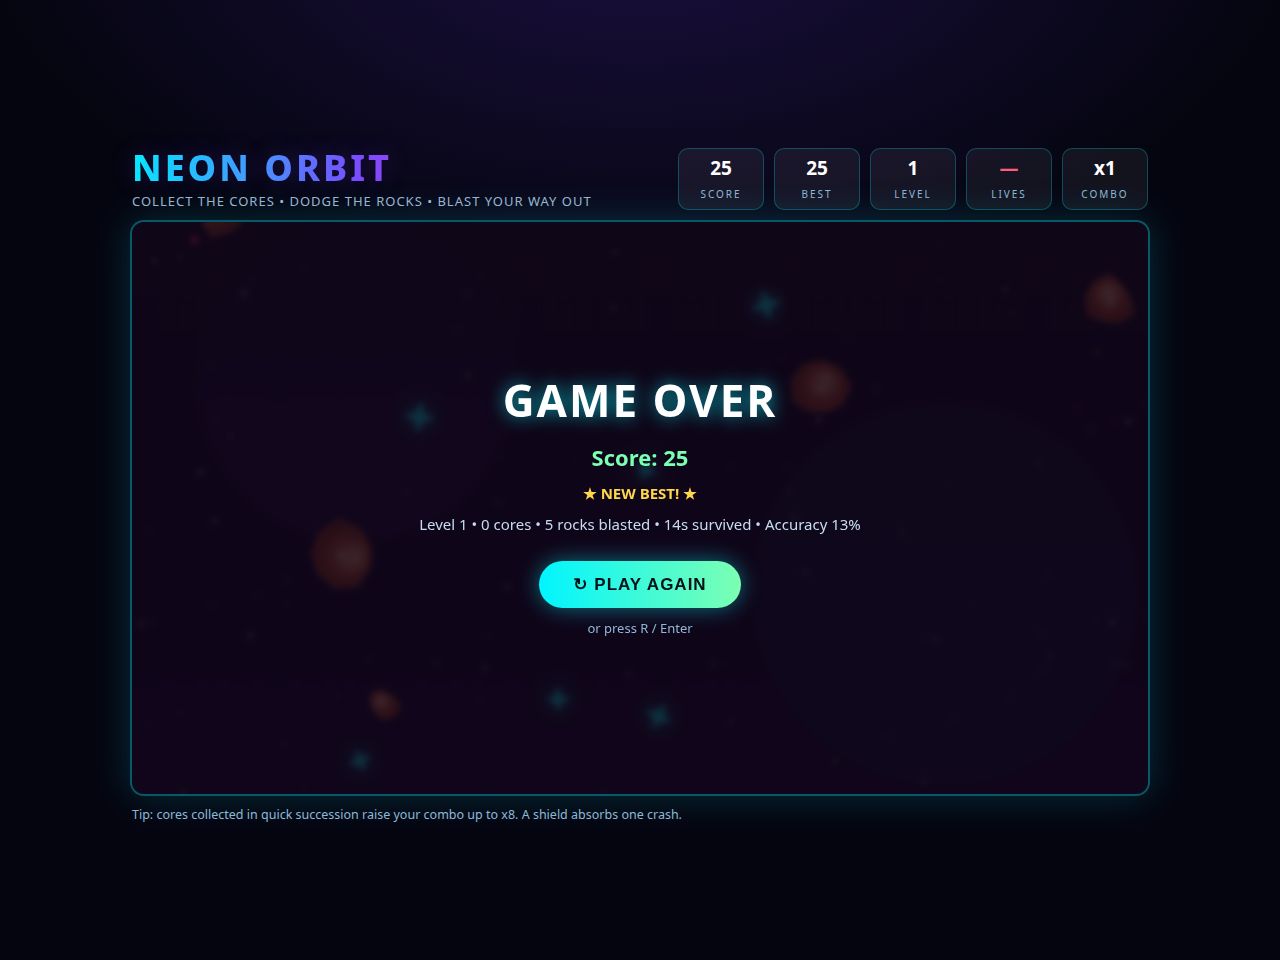 NEON ORBIT
COLLECT THE CORES • DODGE THE ROCKS • BLAST YOUR WAY OUT
25
SCORE
25
BEST
1
LEVEL
—
LIVES
x1
COMBO
GAME OVER
Score: 25
★ NEW BEST! ★
Level 1 • 0 cores • 5 rocks blasted • 14s survived • Accuracy 13%
↻ PLAY AGAIN
or press R / Enter
Tip: cores collected in quick succession raise your combo up to x8. A shield absorbs one crash.